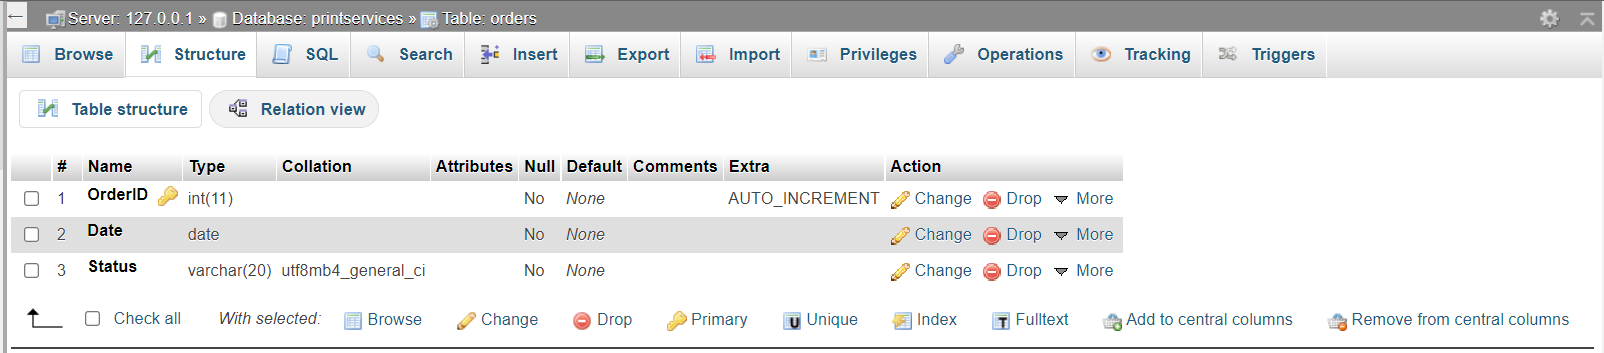 ← Server: 127.0.0.1 » Database: printservices » Table: orders
Browse Structure SQL Search Insert Export Import Privileges Operations Tracking Triggers
Table structure Relation view
# Name Type Collation Attributes Null Default Comments Extra Action
1 OrderID int(11) No None AUTO_INCREMENT Change Drop More
2 Date date No None Change Drop More
3 Status varchar(20) utf8mb4_general_ci No None Change Drop More
Check all With selected: Browse Change Drop Primary Unique Index Fulltext Add to central columns Remove from central columns